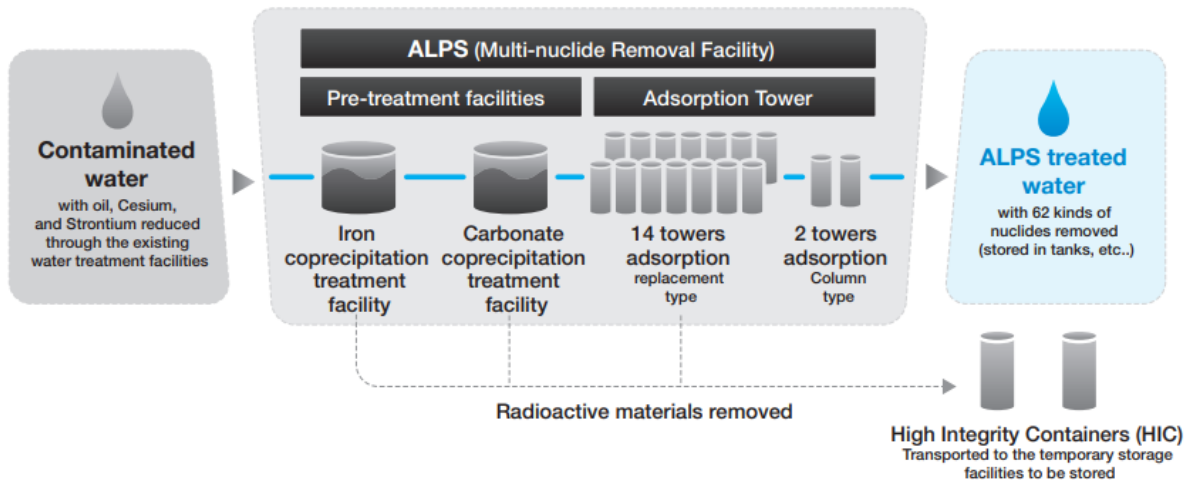 ALPS (Multi-nuclide Removal Facility)
Pre-treatment facilities
Adsorption Tower
Contaminated
water
with oil, Cesium,
and Strontium reduced
through the existing
water treatment facilities
Iron
coprecipitation
treatment
facility
Carbonate
coprecipitation
treatment
facility
14 towers
adsorption
replacement
type
2 towers
adsorption
Column
type
ALPS treated
water
with 62 kinds of
nuclides removed
(stored in tanks, etc..)
Radioactive materials removed
High Integrity Containers (HIC)
Transported to the temporary storage
facilities to be stored